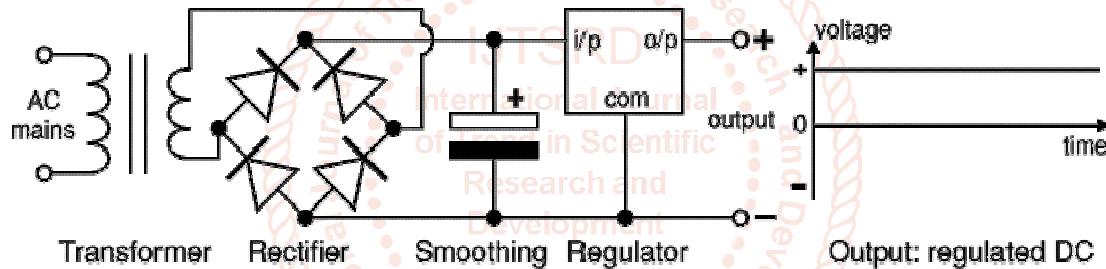 AC
mains
i/p
o/p
com
+
+
−
output
voltage
+
0
-
time
Transformer
Rectifier
Smoothing
Regulator
Output: regulated DC
IJTSRD
International Journal
of Trend in Scientific
Research and
Development